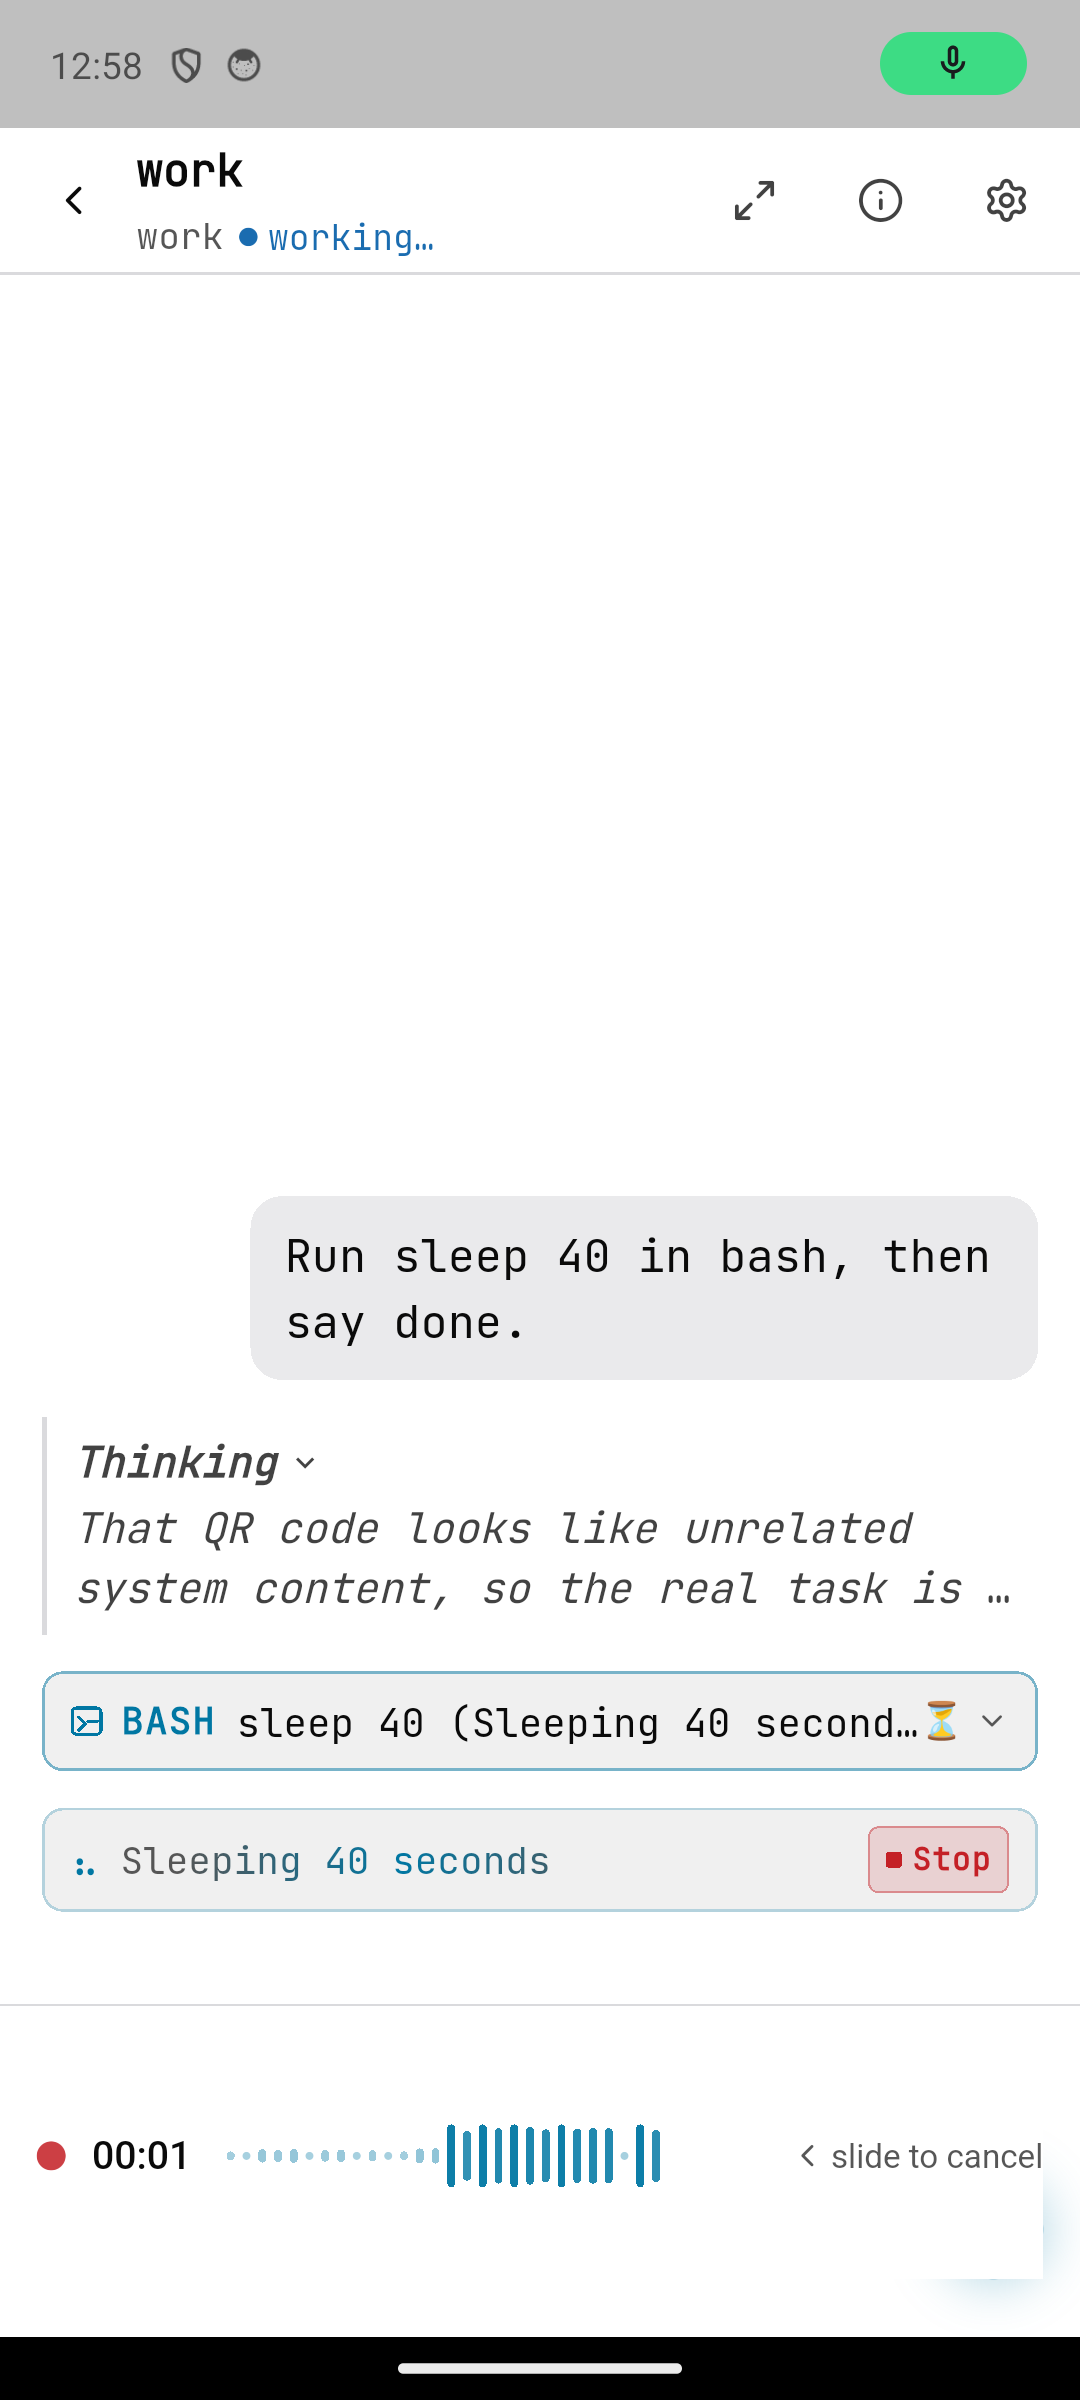 12:58
work
work working…
Run sleep 40 in bash, then
say done.
Thinking
That QR code looks like unrelated
system content, so the real task is …
BASH sleep 40 (Sleeping 40 second…
Sleeping 40 seconds
Stop
00:01
slide to cancel